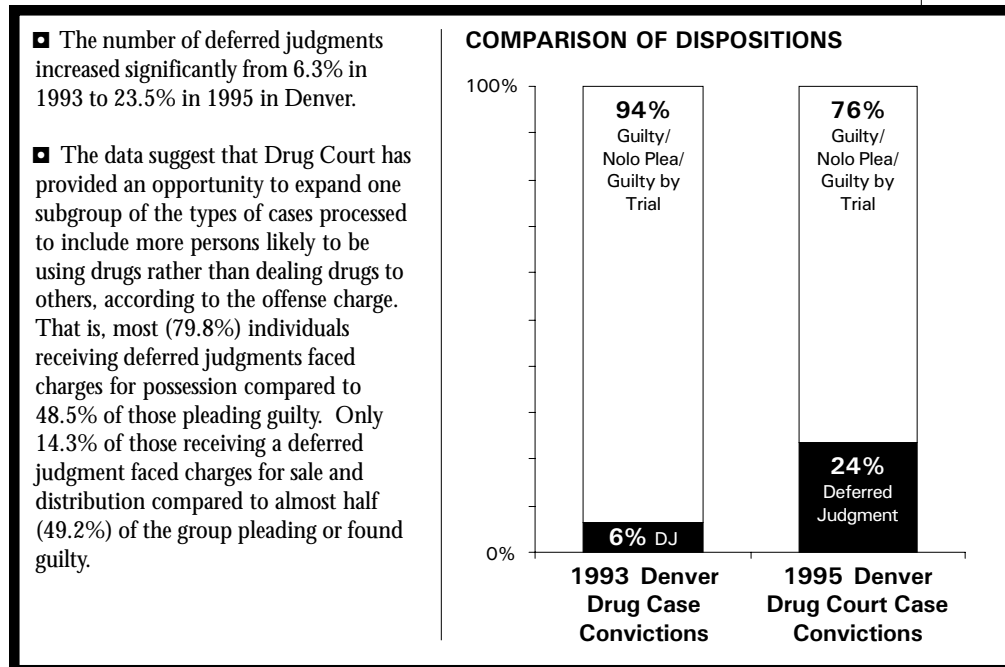 ◘ The number of deferred judgments
increased significantly from 6.3% in
1993 to 23.5% in 1995 in Denver.
◘ The data suggest that Drug Court has
provided an opportunity to expand one
subgroup of the types of cases processed
to include more persons likely to be
using drugs rather than dealing drugs to
others, according to the offense charge.
That is, most (79.8%) individuals
receiving deferred judgments faced
charges for possession compared to
48.5% of those pleading guilty. Only
14.3% of those receiving a deferred
judgment faced charges for sale and
distribution compared to almost half
(49.2%) of the group pleading or found
guilty.
COMPARISON OF DISPOSITIONS
100%
94%
Guilty/
Nolo Plea/
Guilty by
Trial
6% DJ
76%
Guilty/
Nolo Plea/
Guilty by
Trial
24%
Deferred
Judgment
0%
1993 Denver
Drug Case
Convictions
1995 Denver
Drug Court Case
Convictions